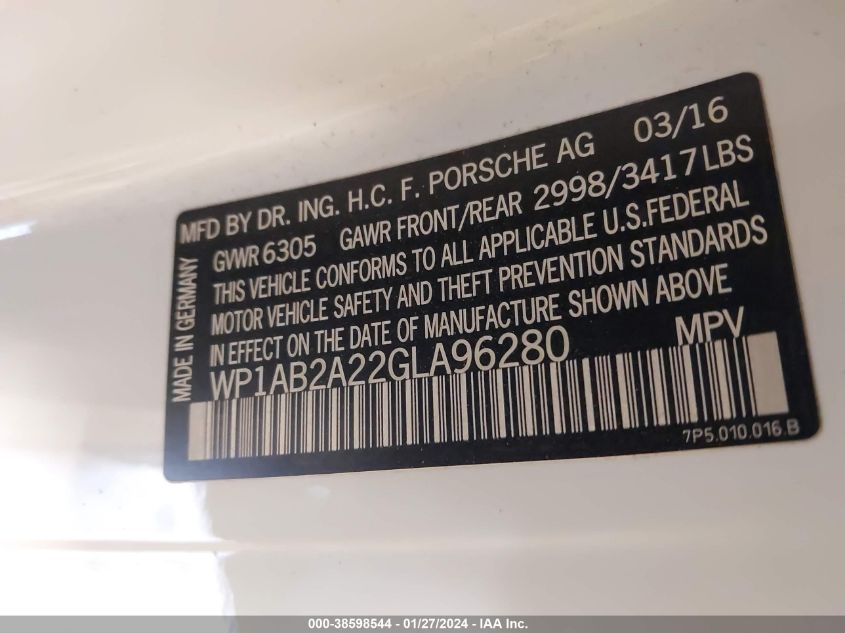 MFD BY DR. ING. H.C. F. PORSCHE AG 03/16
GVWR 6305 GAWR FRONT/REAR 2998/3417LBS
THIS VEHICLE CONFORMS TO ALL APPLICABLE U.S.FEDERAL
MOTOR VEHICLE SAFETY AND THEFT PREVENTION STANDARDS
IN EFFECT ON THE DATE OF MANUFACTURE SHOWN ABOVE
WP1AB2A22GLA96280 MPV
7P5.010.016.B
MADE IN GERMANY
000-38598544 - 01/27/2024 - IAA Inc.